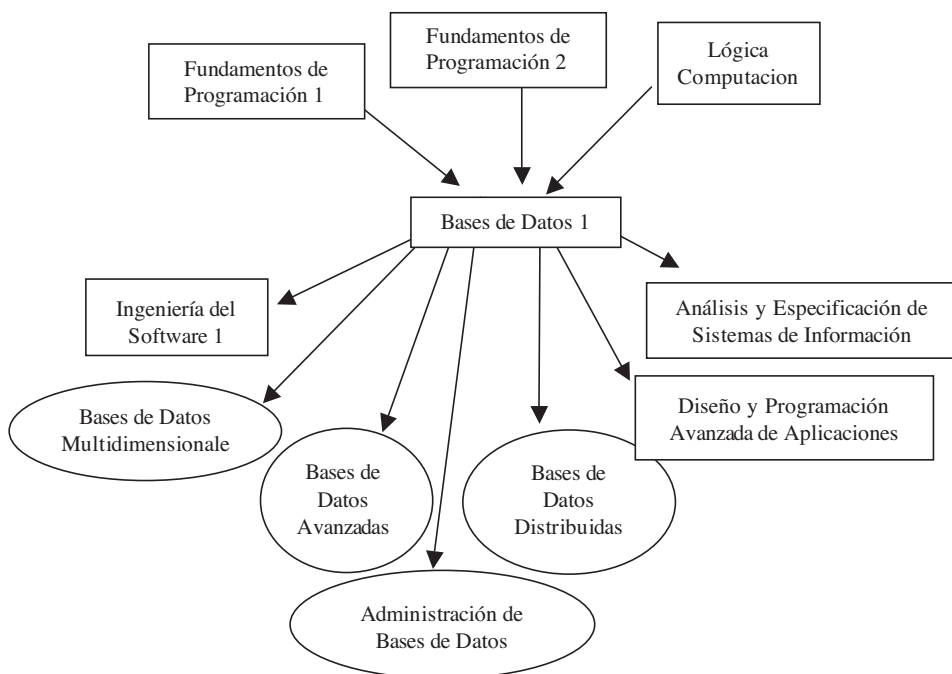 Fundamentos de
Programación 1
Fundamentos de
Programación 2
Lógica
Computacion
Bases de Datos 1
Ingeniería del
Software 1
Análisis y Especificación de
Sistemas de Información
Bases de Datos
Multidimensionale
Diseño y Programación
Avanzada de Aplicaciones
Bases de
Datos
Avanzadas
Bases de
Datos
Distribuidas
Administración de
Bases de Datos